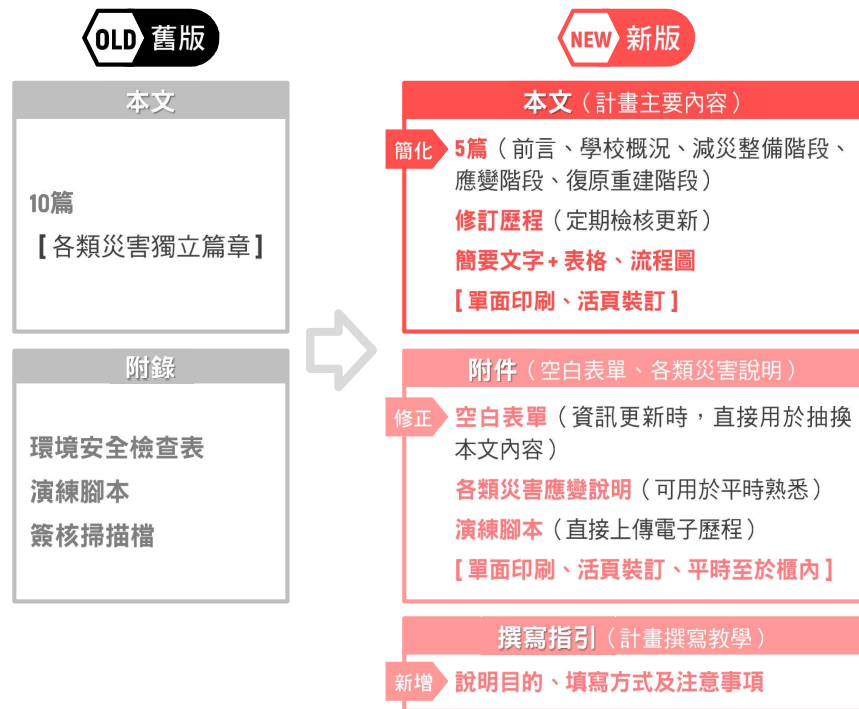 OLD 舊版
本文
10篇
【各類災害獨立篇章】
附錄
環境安全檢查表
演練腳本
簽核掃描檔
NEW 新版
本文（計畫主要內容）
簡化
5篇（前言、學校概況、減災整備階段、
應變階段、復原重建階段）
修訂歷程（定期檢核更新）
簡要文字+表格、流程圖
[單面印刷、活頁裝訂]
附件（空白表單、各類災害說明）
修正
空白表單（資訊更新時，直接用於抽換
本文內容）
各類災害應變說明（可用於平時熟悉）
演練腳本（直接上傳電子歷程）
[單面印刷、活頁裝訂、平時至於櫃內]
撰寫指引（計畫撰寫教學）
新增
說明目的、填寫方式及注意事項